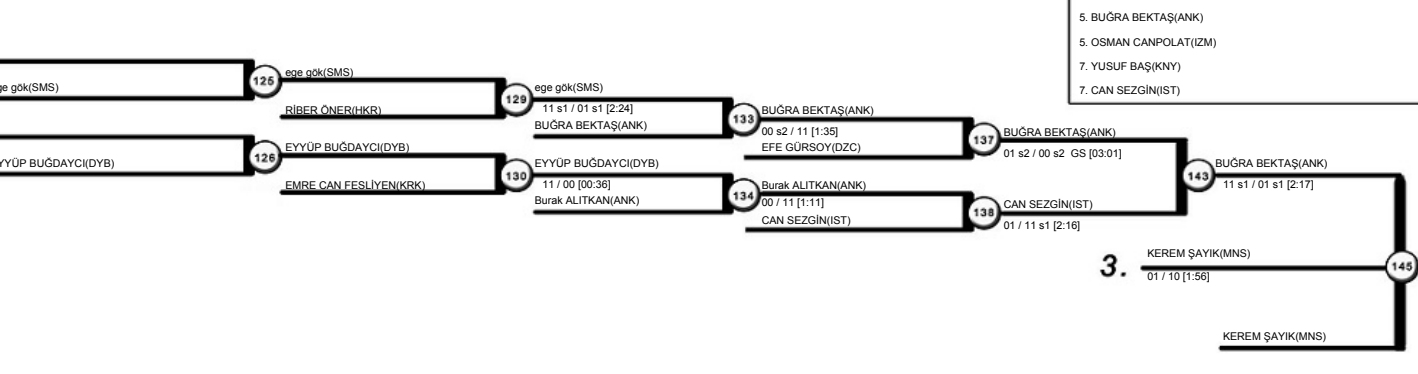 5. BUĞRA BEKTAŞ(ANK)
5. OSMAN CANPOLAT(IZM)
7. YUSUF BAŞ(KNY)
7. CAN SEZGİN(IST)
gök(SMS)
125
ege gök(SMS)
RİBER ÖNER(HKR)
129
ege gök(SMS)
11 s1 / 01 s1 [2:24]
BUĞRA BEKTAŞ(ANK)
133
BUĞRA BEKTAŞ(ANK)
00 s2 / 11 [1:35]
EFE GÜRSOY(DZC)
137
BUĞRA BEKTAŞ(ANK)
01 s2 / 00 s2 GS [03:01]
BUĞDAYCI(DYB)
126
EYYÜP BUĞDAYCI(DYB)
EMRE CAN FESLİYEN(KRK)
130
EYYÜP BUĞDAYCI(DYB)
11 / 00 [00:36]
Burak ALITKAN(ANK)
134
Burak ALITKAN(ANK)
00 / 11 [1:11]
CAN SEZGİN(IST)
138
CAN SEZGİN(IST)
01 / 11 s1 [2:16]
143
BUĞRA BEKTAŞ(ANK)
11 s1 / 01 s1 [2:17]
3.
KEREM ŞAYIK(MNS)
01 / 10 [1:56]
145
KEREM ŞAYIK(MNS)